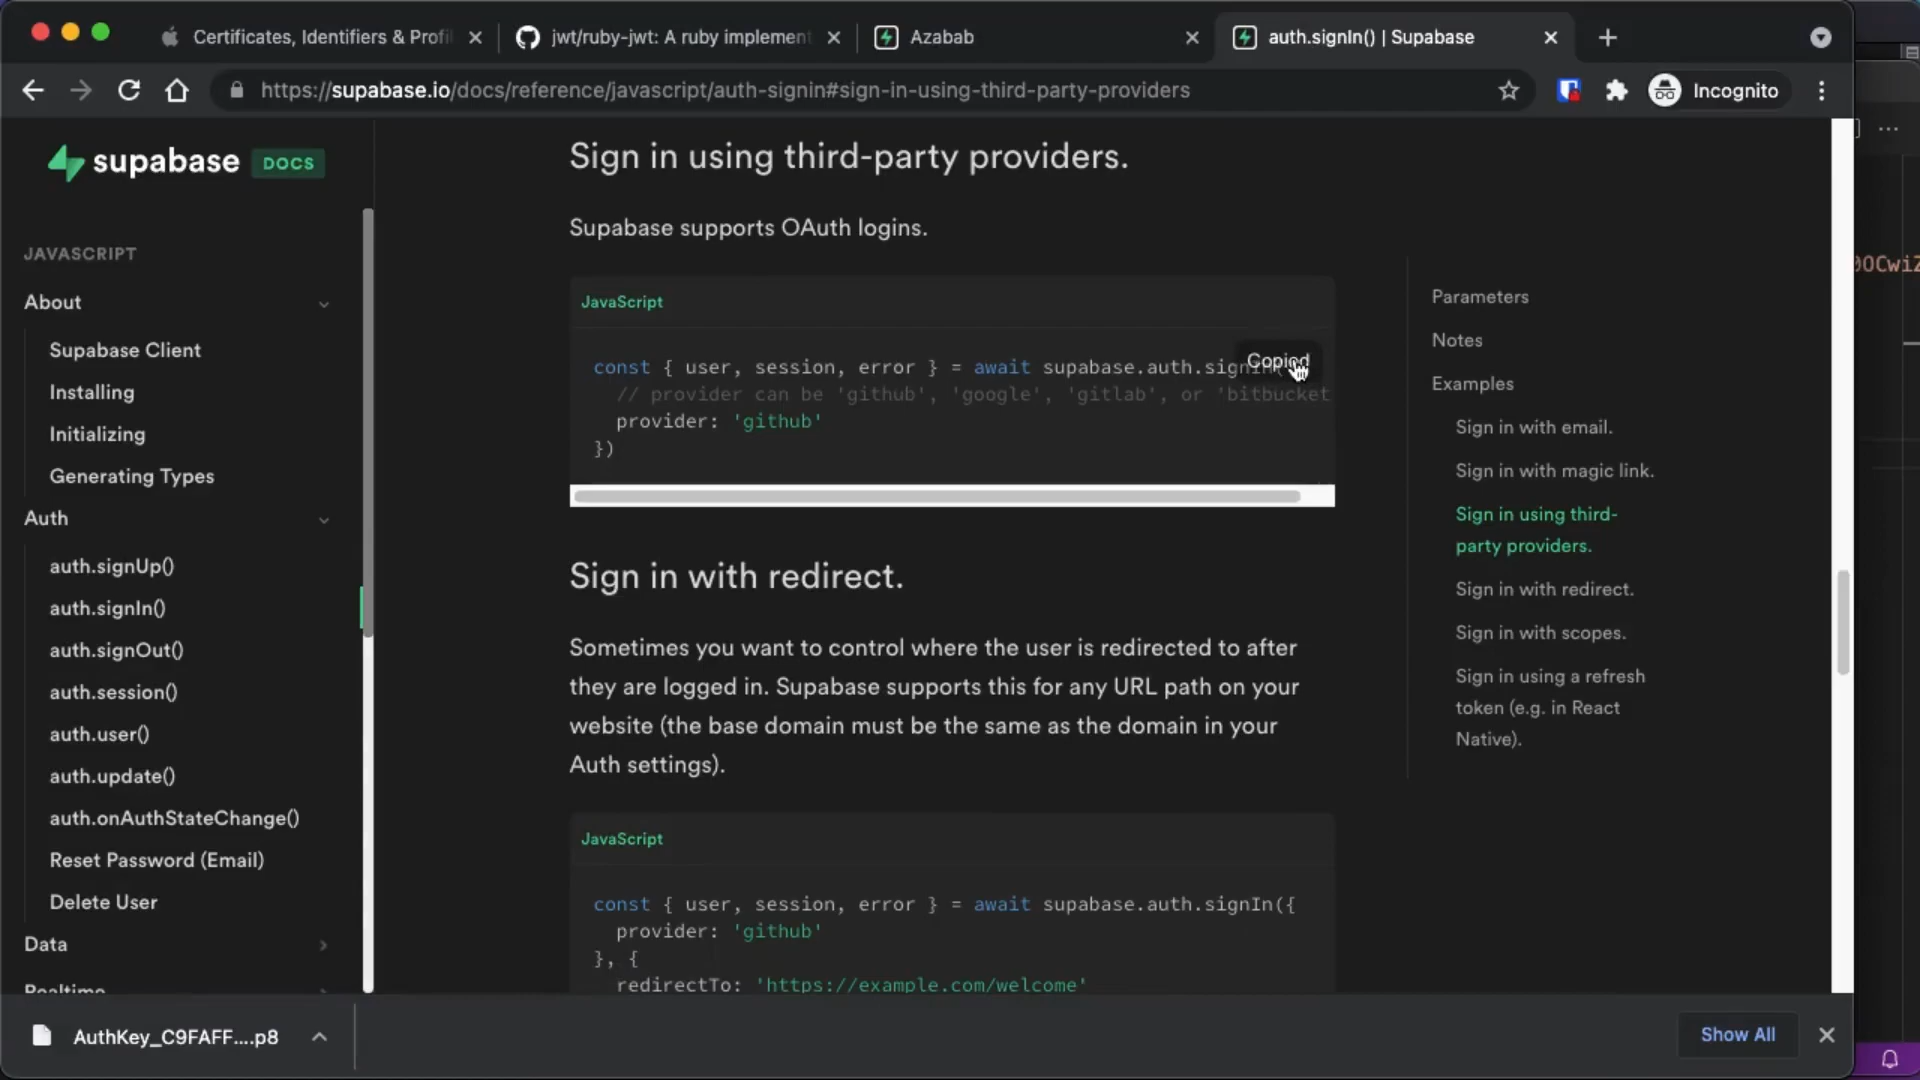 Certificates, Identifiers & Profil
jwt/ruby-jwt: A ruby implemen
Azabab
auth.signIn() | Supabase
https://supabase.io/docs/reference/javascript/auth-signin#sign-in-using-third-party-providers
Incognito
supabase DOCS
JAVASCRIPT
About
Supabase Client
Installing
Initializing
Generating Types
Auth
auth.signUp()
auth.signIn()
auth.signOut()
auth.session()
auth.user()
auth.update()
auth.onAuthStateChange()
Reset Password (Email)
Delete User
Data
Realtime
Sign in using third-party providers.
Supabase supports OAuth logins.
JavaScript
const { user, session, error } = await supabase.auth.signIn(
Copied
// provider can be 'github', 'google', 'gitlab', or 'bitbucket
provider: 'github'
})
Sign in with redirect.
Sometimes you want to control where the user is redirected to after
they are logged in. Supabase supports this for any URL path on your
website (the base domain must be the same as the domain in your
Auth settings).
JavaScript
const { user, session, error } = await supabase.auth.signIn({
provider: 'github'
}, {
redirectTo: 'https://example.com/welcome'
Parameters
Notes
Examples
Sign in with email.
Sign in with magic link.
Sign in using third-
party providers.
Sign in with redirect.
Sign in with scopes.
Sign in using a refresh
token (e.g. in React
Native).
AuthKey_C9FAFF....p8
Show All